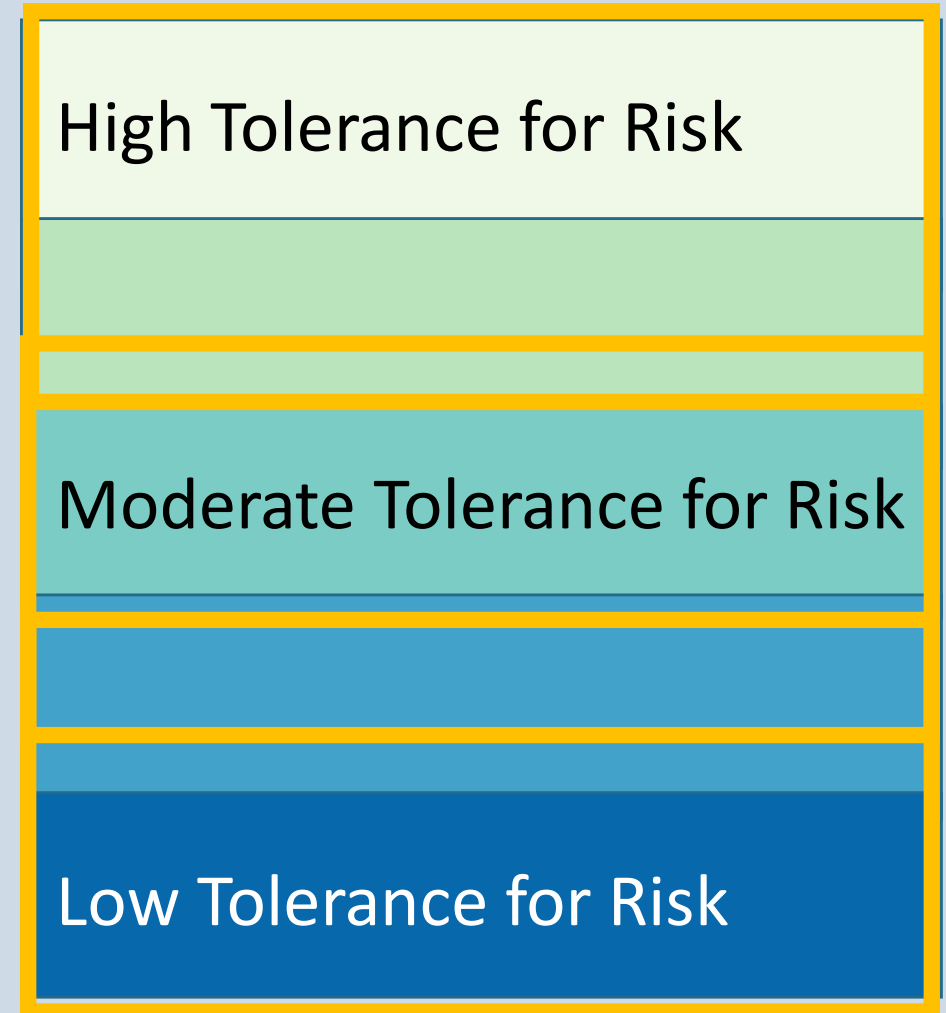 High Tolerance for Risk
Moderate Tolerance for Risk
Low Tolerance for Risk